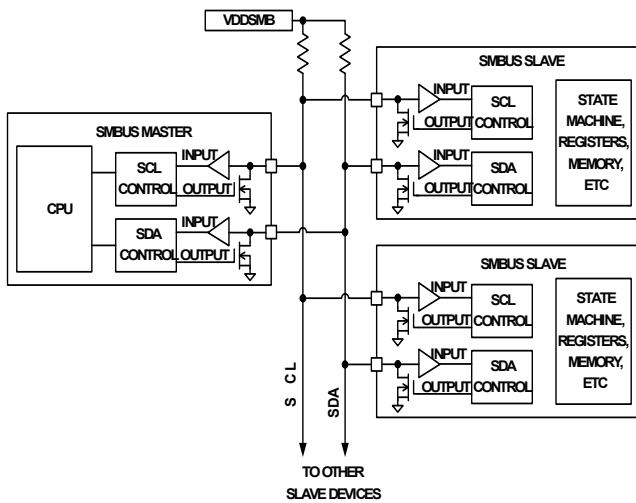 VDDSMB
SMBUS MASTER
CPU
SCL
CONTROL
INPUT
OUTPUT
SDA
CONTROL
INPUT
OUTPUT
SMBUS SLAVE
INPUT
OUTPUT
SCL
CONTROL
INPUT
OUTPUT
SDA
CONTROL
STATE
MACHINE,
REGISTERS,
MEMORY,
ETC
SMBUS SLAVE
INPUT
OUTPUT
SCL
CONTROL
INPUT
OUTPUT
SDA
CONTROL
STATE
MACHINE,
REGISTERS,
MEMORY,
ETC
S CL
SDA
TO OTHER
SLAVE DEVICES